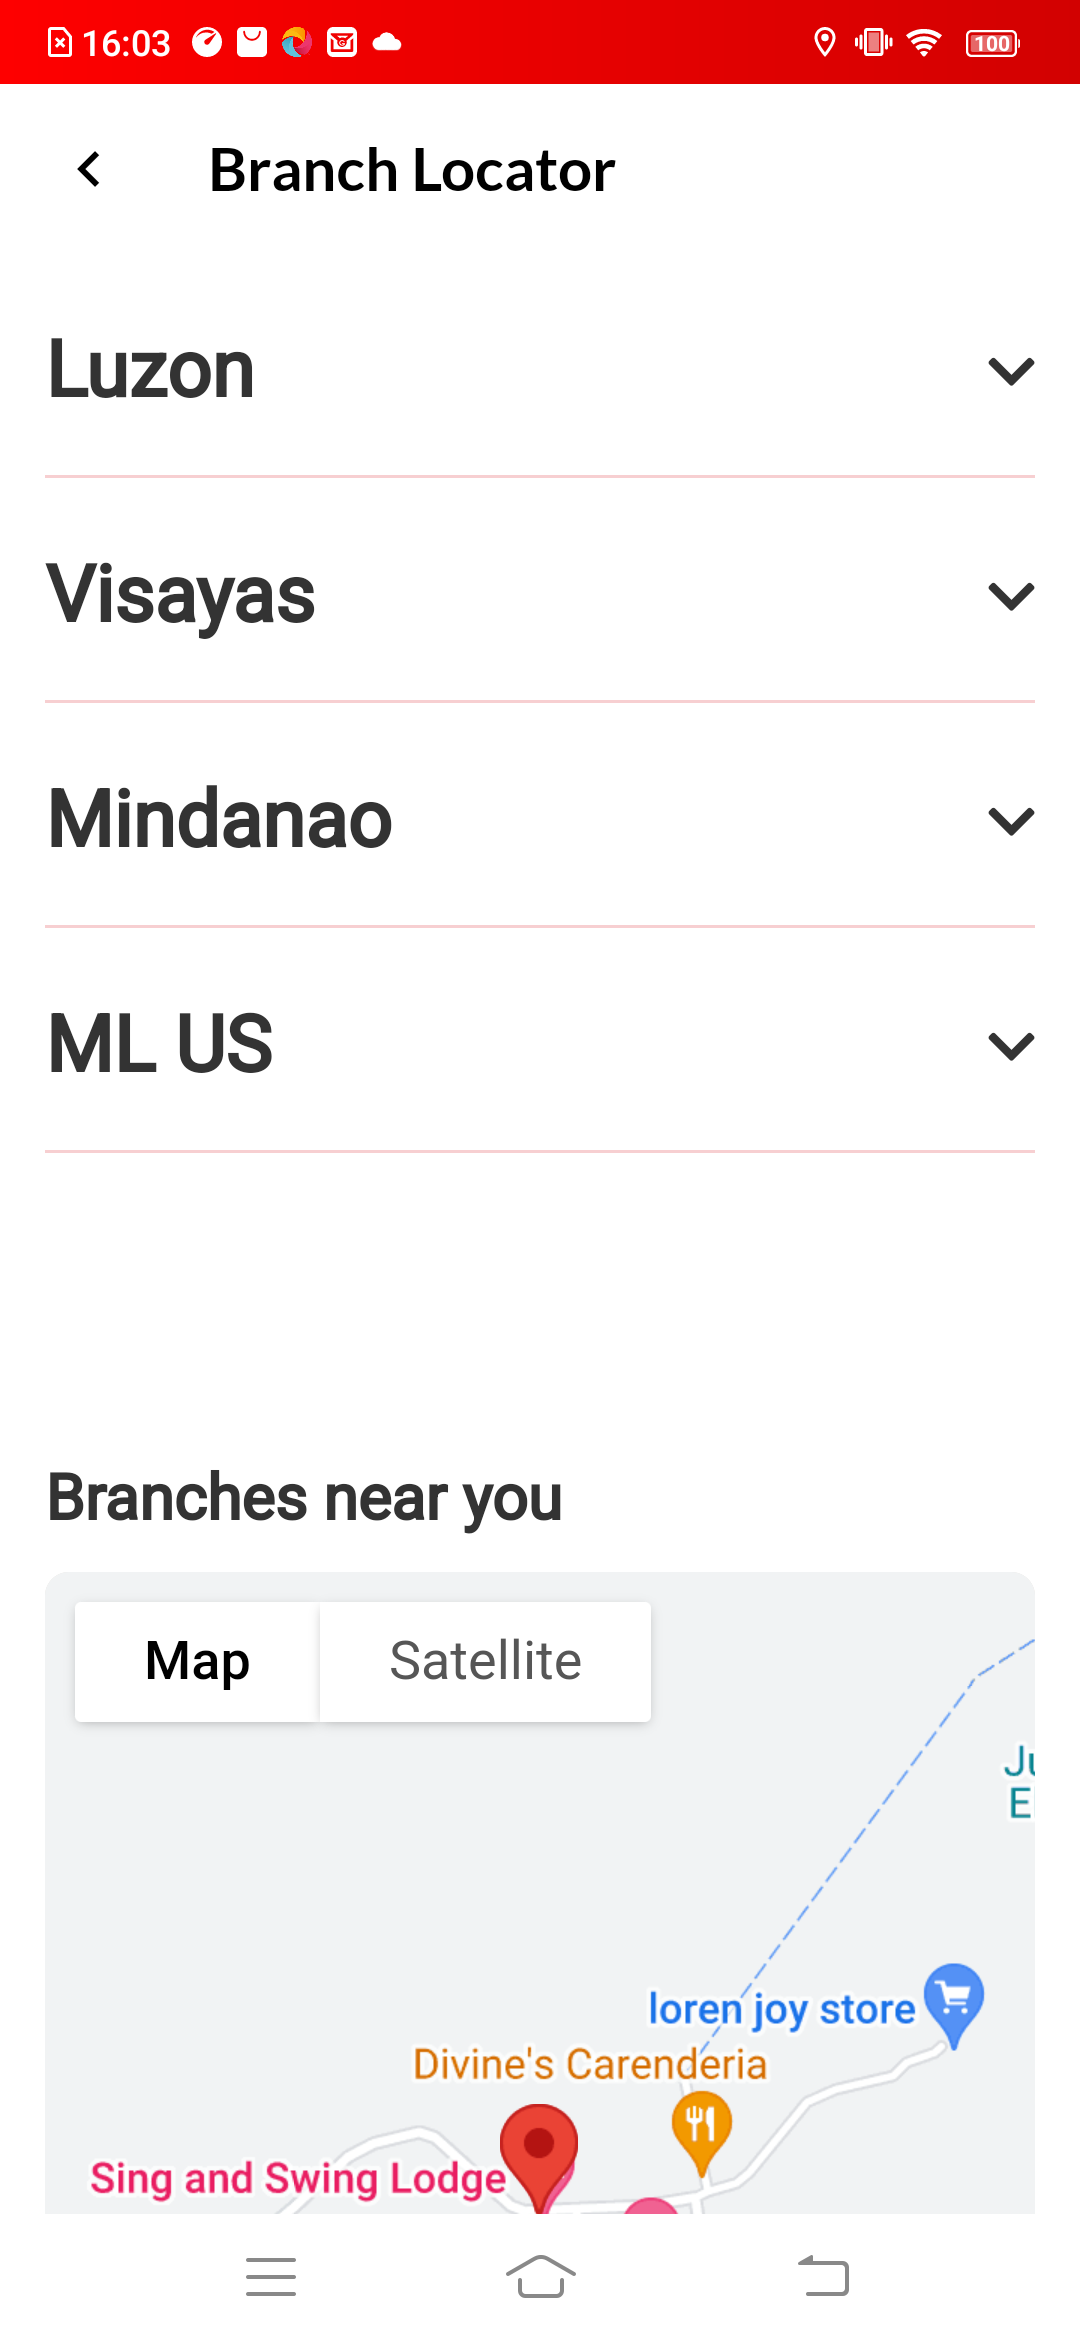 16:03
100
Branch Locator
Luzon
Visayas
Mindanao
ML US
Branches near you
Map
Satellite
Ju
E
loren joy store
Divine's Carenderia
Sing and Swing Lodge